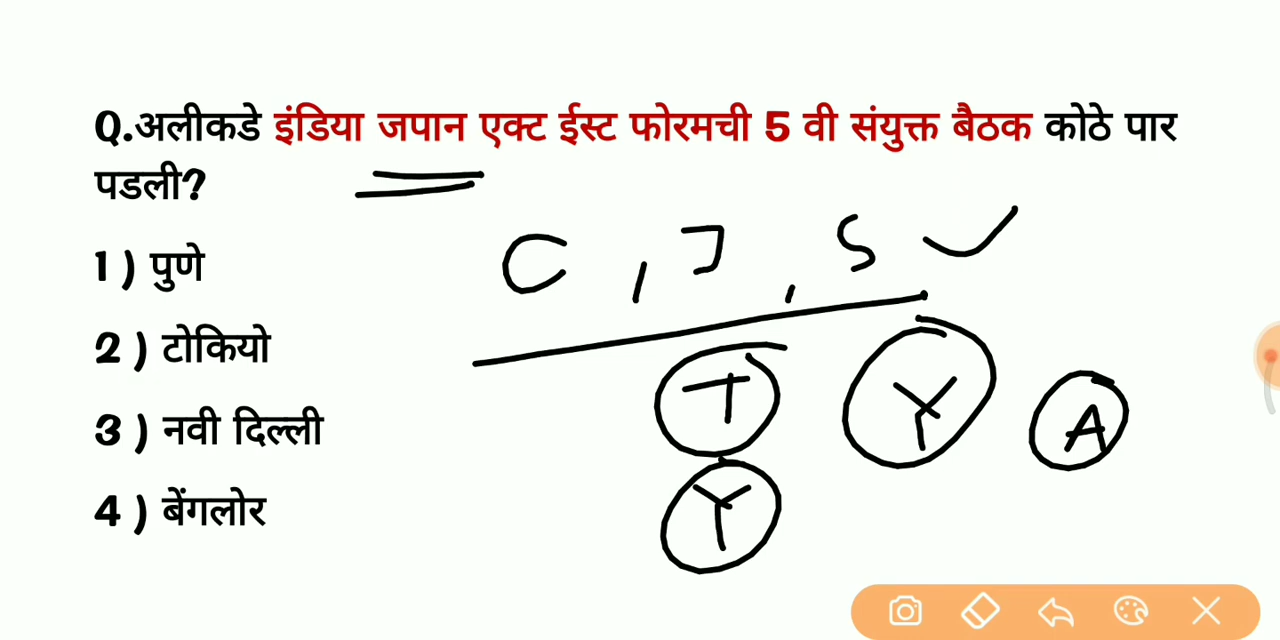 Q.अलीकडे इंडिया जपान एक्ट ईस्ट फोरमची 5 वी संयुक्त बैठक कोठे पार
पडली?
C , J , S
1 ) पुणे
2 ) टोकियो
T Y A
3 ) नवी दिल्ली
Y
4 ) बेंगलोर